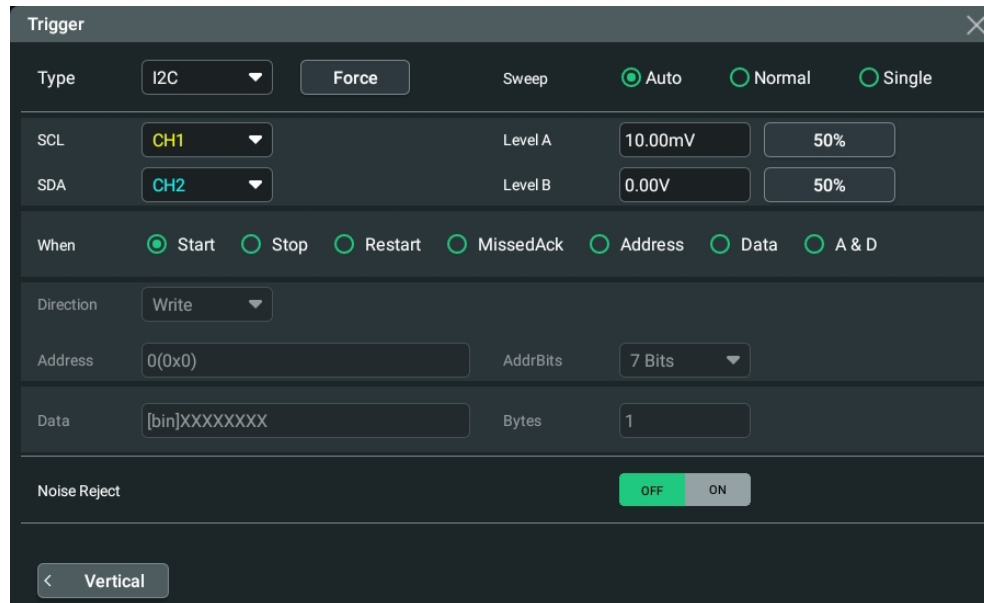 Trigger
Type I2C Force Sweep Auto Normal Single
SCL CH1 Level A 10.00mV 50%
SDA CH2 Level B 0.00V 50%
When Start Stop Restart MissedAck Address Data A & D
Direction Write
Address 0(0x0) AddrBits 7 Bits
Data [bin]XXXXXXXX Bytes 1
Noise Reject OFF ON
< Vertical